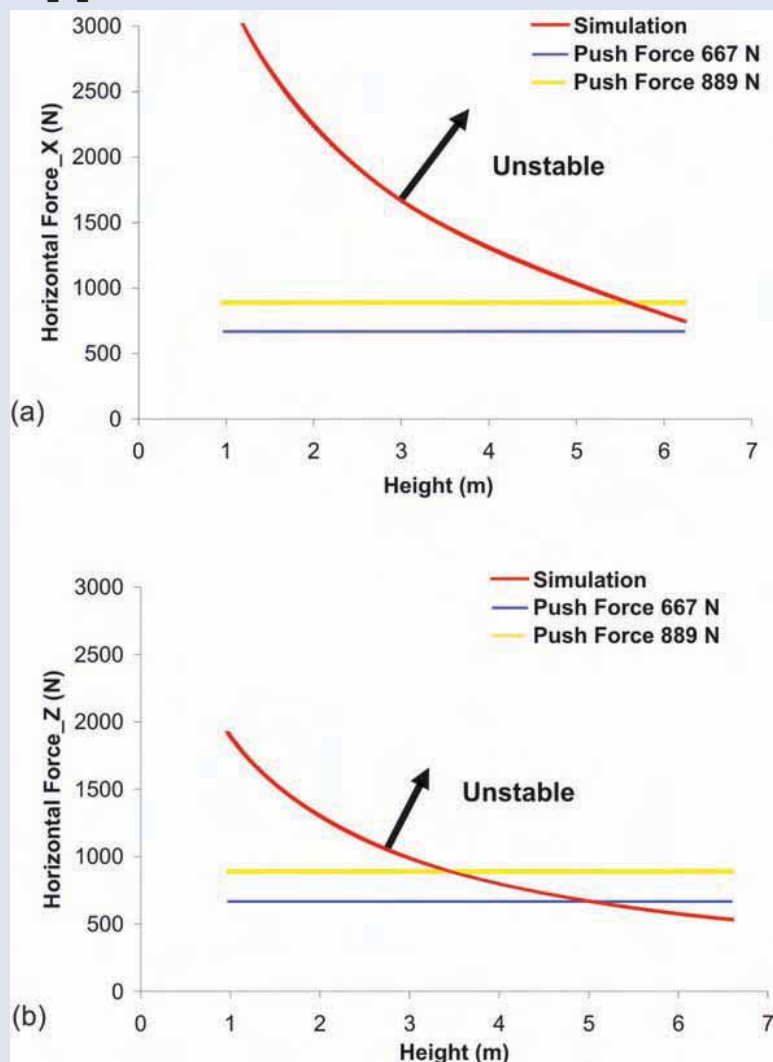 3000
2500
2000
1500
1000
500
0
Horizontal Force_X (N)
Simulation
Push Force 667 N
Push Force 889 N
Unstable
(a)
0 1 2 3 4 5 6 7
Height (m)
3000
2500
2000
1500
1000
500
0
Horizontal Force_Z (N)
Simulation
Push Force 667 N
Push Force 889 N
Unstable
(b)
0 1 2 3 4 5 6 7
Height (m)